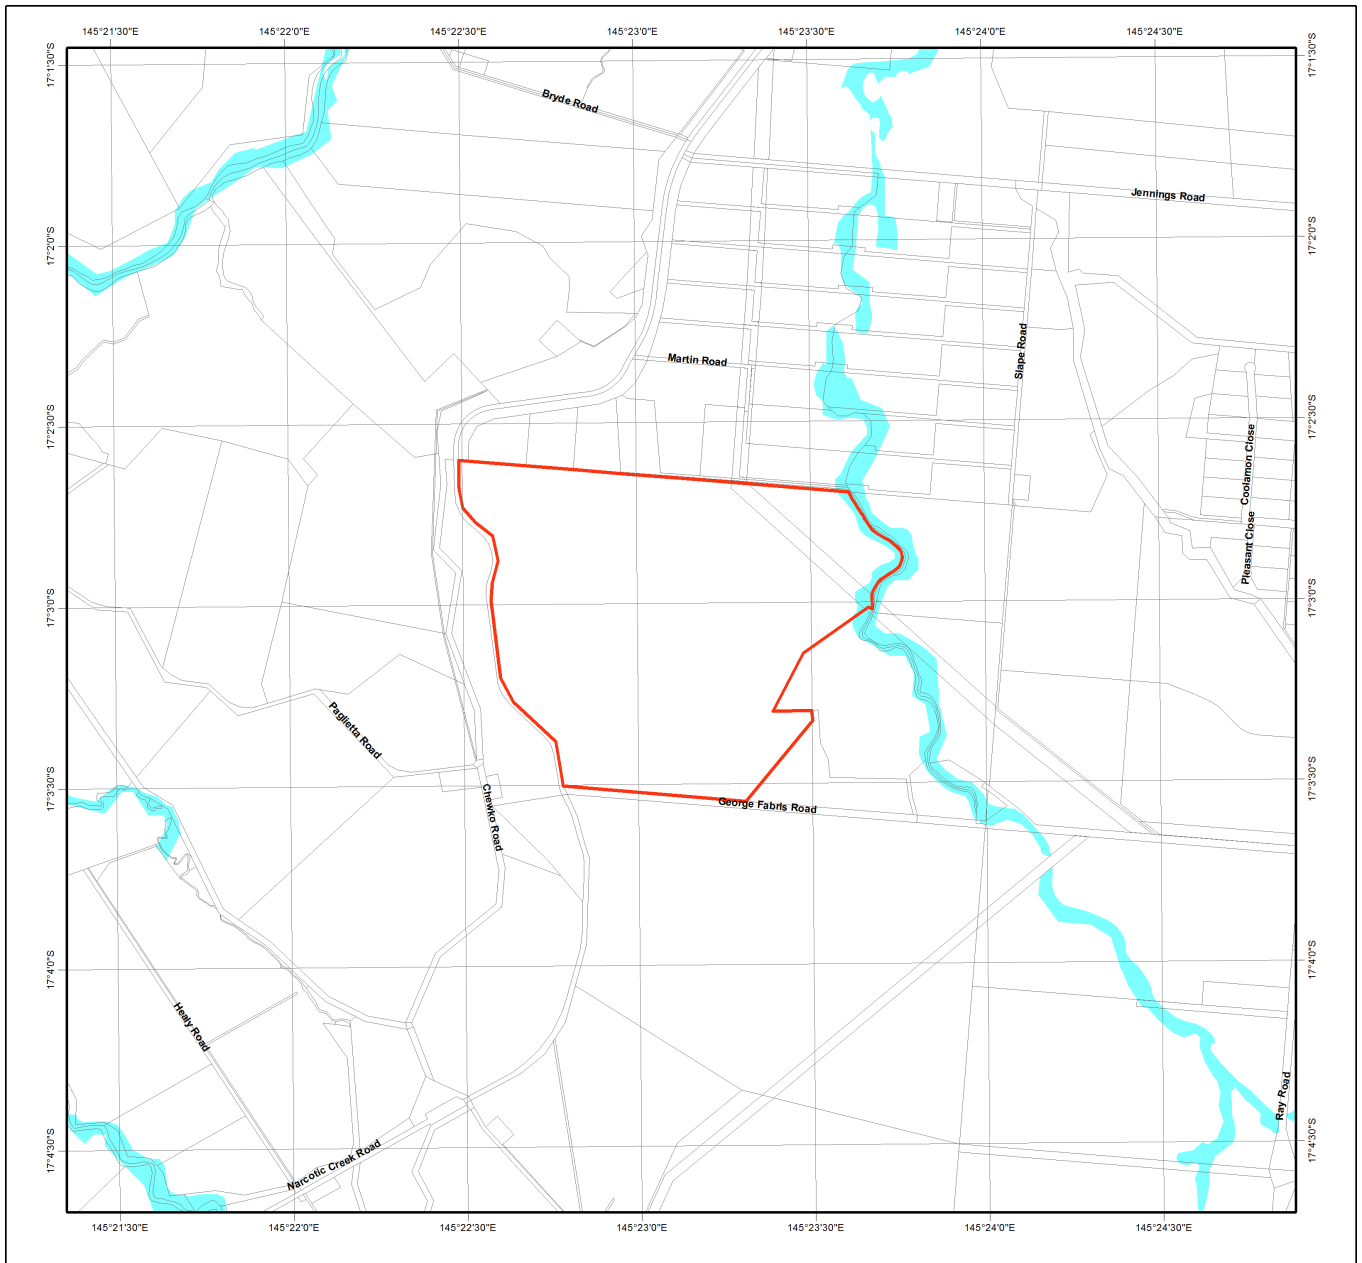 145°21'30"E
145°22'0"E
145°22'30"E
145°23'0"E
145°23'30"E
145°24'0"E
145°24'30"E
17°1'30"S
17°1'30"S
Bryde Road
Jennings Road
17°2'0"S
17°2'0"S
Martin Road
Slape Road
17°2'30"S
17°2'30"S
Coolamon Close
Pleasant Close
17°3'0"S
17°3'0"S
Paglietta Road
17°3'30"S
17°3'30"S
Chewko Road
George Fabris Road
17°4'0"S
17°4'0"S
Healy Road
Ray Road
17°4'30"S
17°4'30"S
Narcotic Creek Road
145°21'30"E
145°22'0"E
145°22'30"E
145°23'0"E
145°23'30"E
145°24'0"E
145°24'30"E